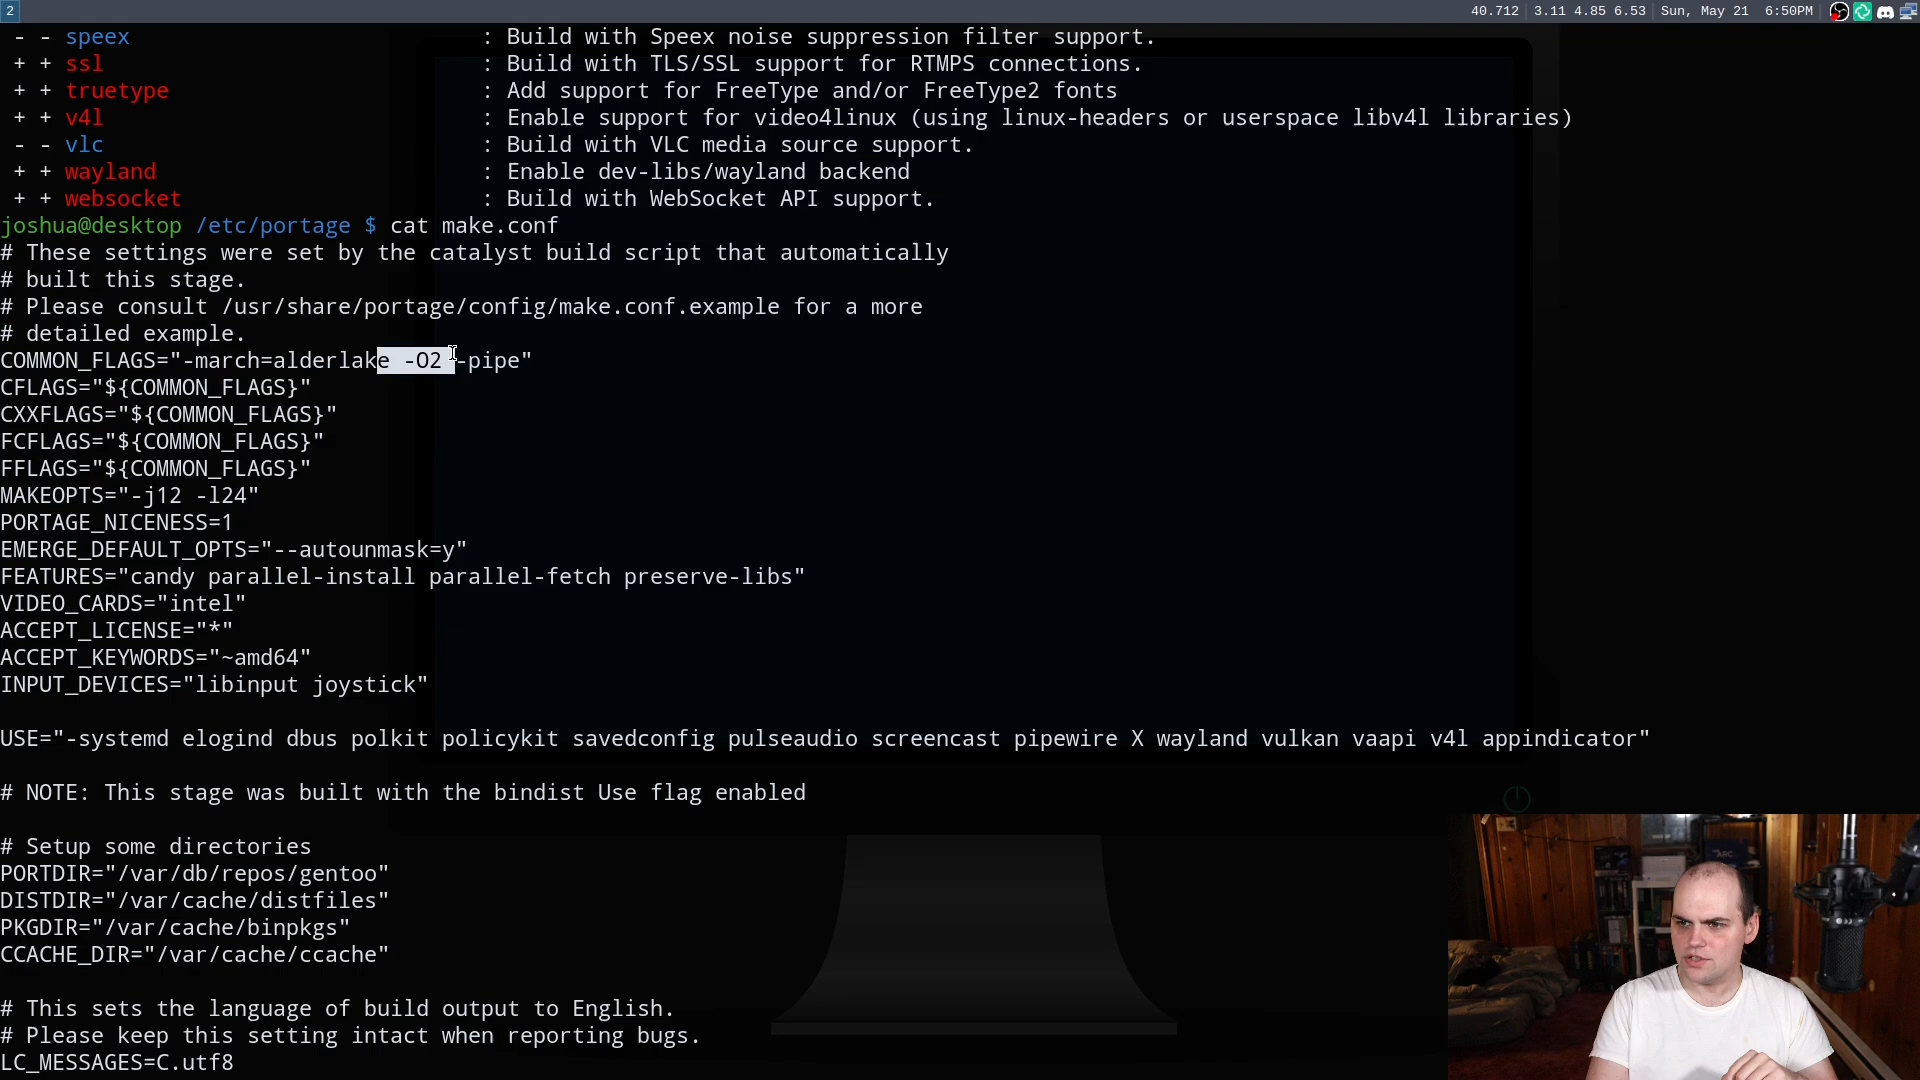 2
40.712 3.11 4.85 6.53 Sun, May 21 6:50PM
- - speex : Build with Speex noise suppression filter support.
+ + ssl : Build with TLS/SSL support for RTMPS connections.
+ + truetype : Add support for FreeType and/or FreeType2 fonts
+ + v4l : Enable support for video4linux (using linux-headers or userspace libv4l libraries)
- - vlc : Build with VLC media source support.
+ + wayland : Enable dev-libs/wayland backend
+ + websocket : Build with WebSocket API support.
joshua@desktop /etc/portage $ cat make.conf
# These settings were set by the catalyst build script that automatically
# built this stage.
# Please consult /usr/share/portage/config/make.conf.example for a more
# detailed example.
COMMON_FLAGS="-march=alderlake -O2 -pipe"
CFLAGS="${COMMON_FLAGS}"
CXXFLAGS="${COMMON_FLAGS}"
FCFLAGS="${COMMON_FLAGS}"
FFLAGS="${COMMON_FLAGS}"
MAKEOPTS="-j12 -l24"
PORTAGE_NICENESS=1
EMERGE_DEFAULT_OPTS="--autounmask=y"
FEATURES="candy parallel-install parallel-fetch preserve-libs"
VIDEO_CARDS="intel"
ACCEPT_LICENSE="*"
ACCEPT_KEYWORDS="~amd64"
INPUT_DEVICES="libinput joystick"
USE="-systemd elogind dbus polkit policykit savedconfig pulseaudio screencast pipewire X wayland vulkan vaapi v4l appindicator"
# NOTE: This stage was built with the bindist Use flag enabled
# Setup some directories
PORTDIR="/var/db/repos/gentoo"
DISTDIR="/var/cache/distfiles"
PKGDIR="/var/cache/binpkgs"
CCACHE_DIR="/var/cache/ccache"
# This sets the language of build output to English.
# Please keep this setting intact when reporting bugs.
LC_MESSAGES=C.utf8